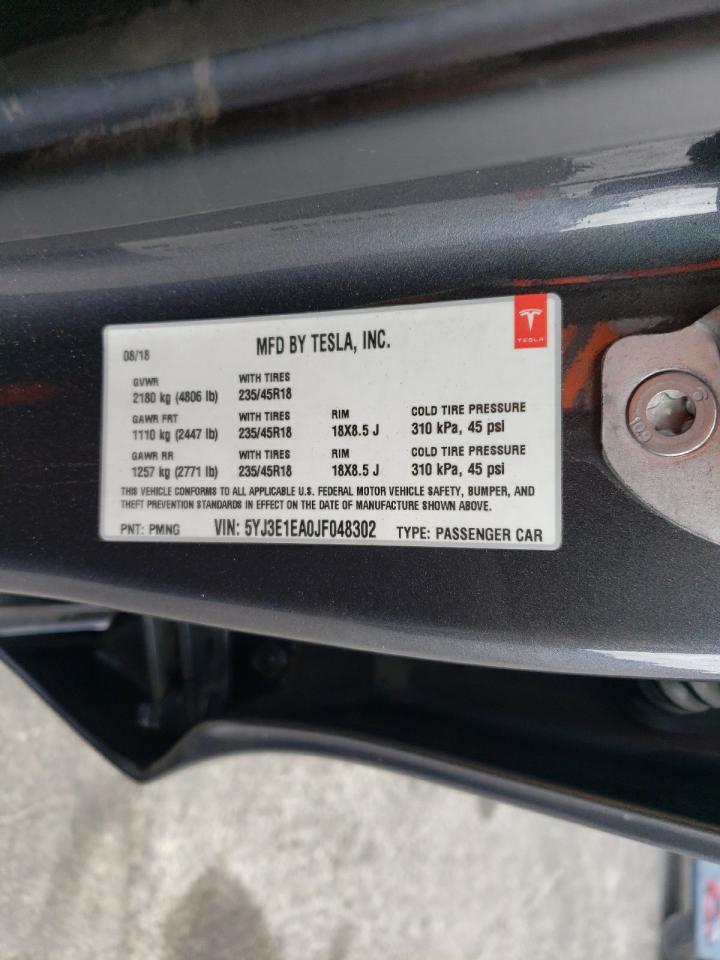 08/18
MFD BY TESLA, INC.
TESLA
GVWR
WITH TIRES
2180 kg (4806 lb) 235/45R18
GAWR FRT WITH TIRES RIM COLD TIRE PRESSURE
1110 kg (2447 lb) 235/45R18 18X8.5 J 310 kPa, 45 psi
GAWR RR WITH TIRES RIM COLD TIRE PRESSURE
1257 kg (2771 lb) 235/45R18 18X8.5 J 310 kPa, 45 psi
THIS VEHICLE CONFORMS TO ALL APPLICABLE U.S. FEDERAL MOTOR VEHICLE SAFETY, BUMPER, AND
THEFT PREVENTION STANDARDS IN EFFECT ON THE DATE OF MANUFACTURE SHOWN ABOVE.
PNT: PMNG VIN: 5YJ3E1EA0JF048302 TYPE: PASSENGER CAR